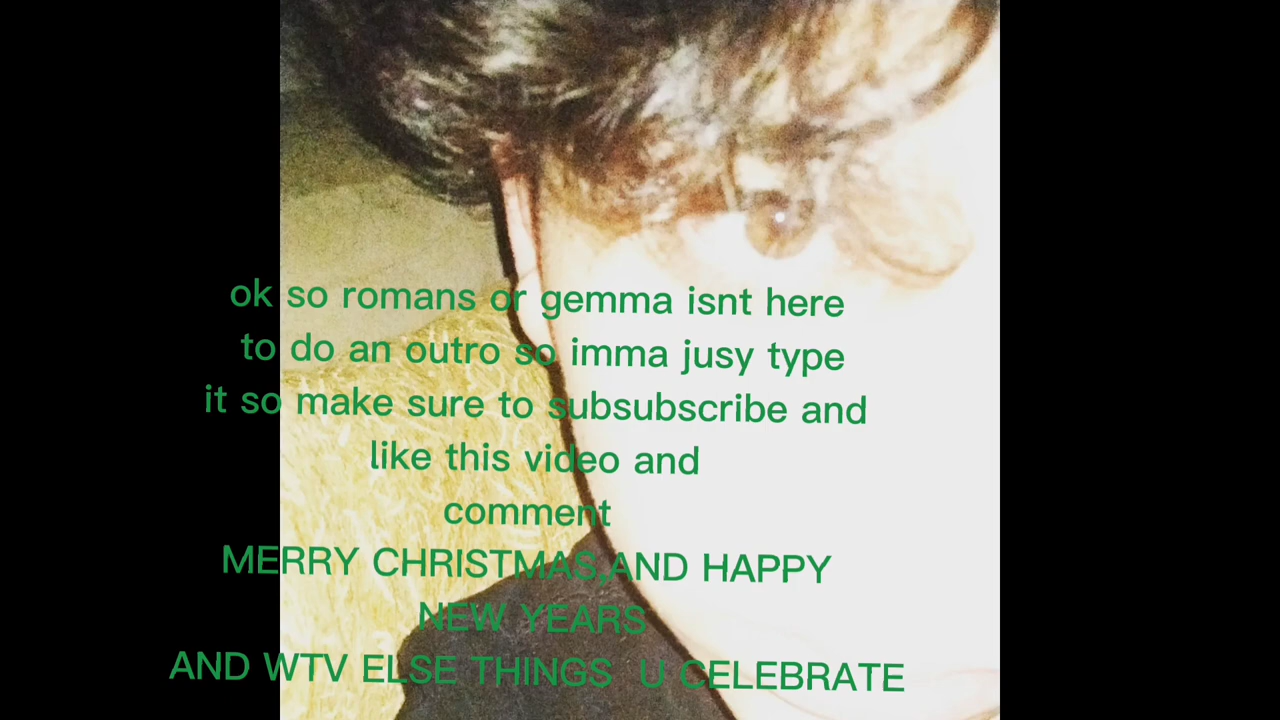 ok so romans or gemma isnt here
to do an outro so imma jusy type
it so make sure to subsubscribe and
like this video and
comment
MERRY CHRISTMAS,AND HAPPY
NEW YEARS
AND WTV ELSE THINGS U CELEBRATE